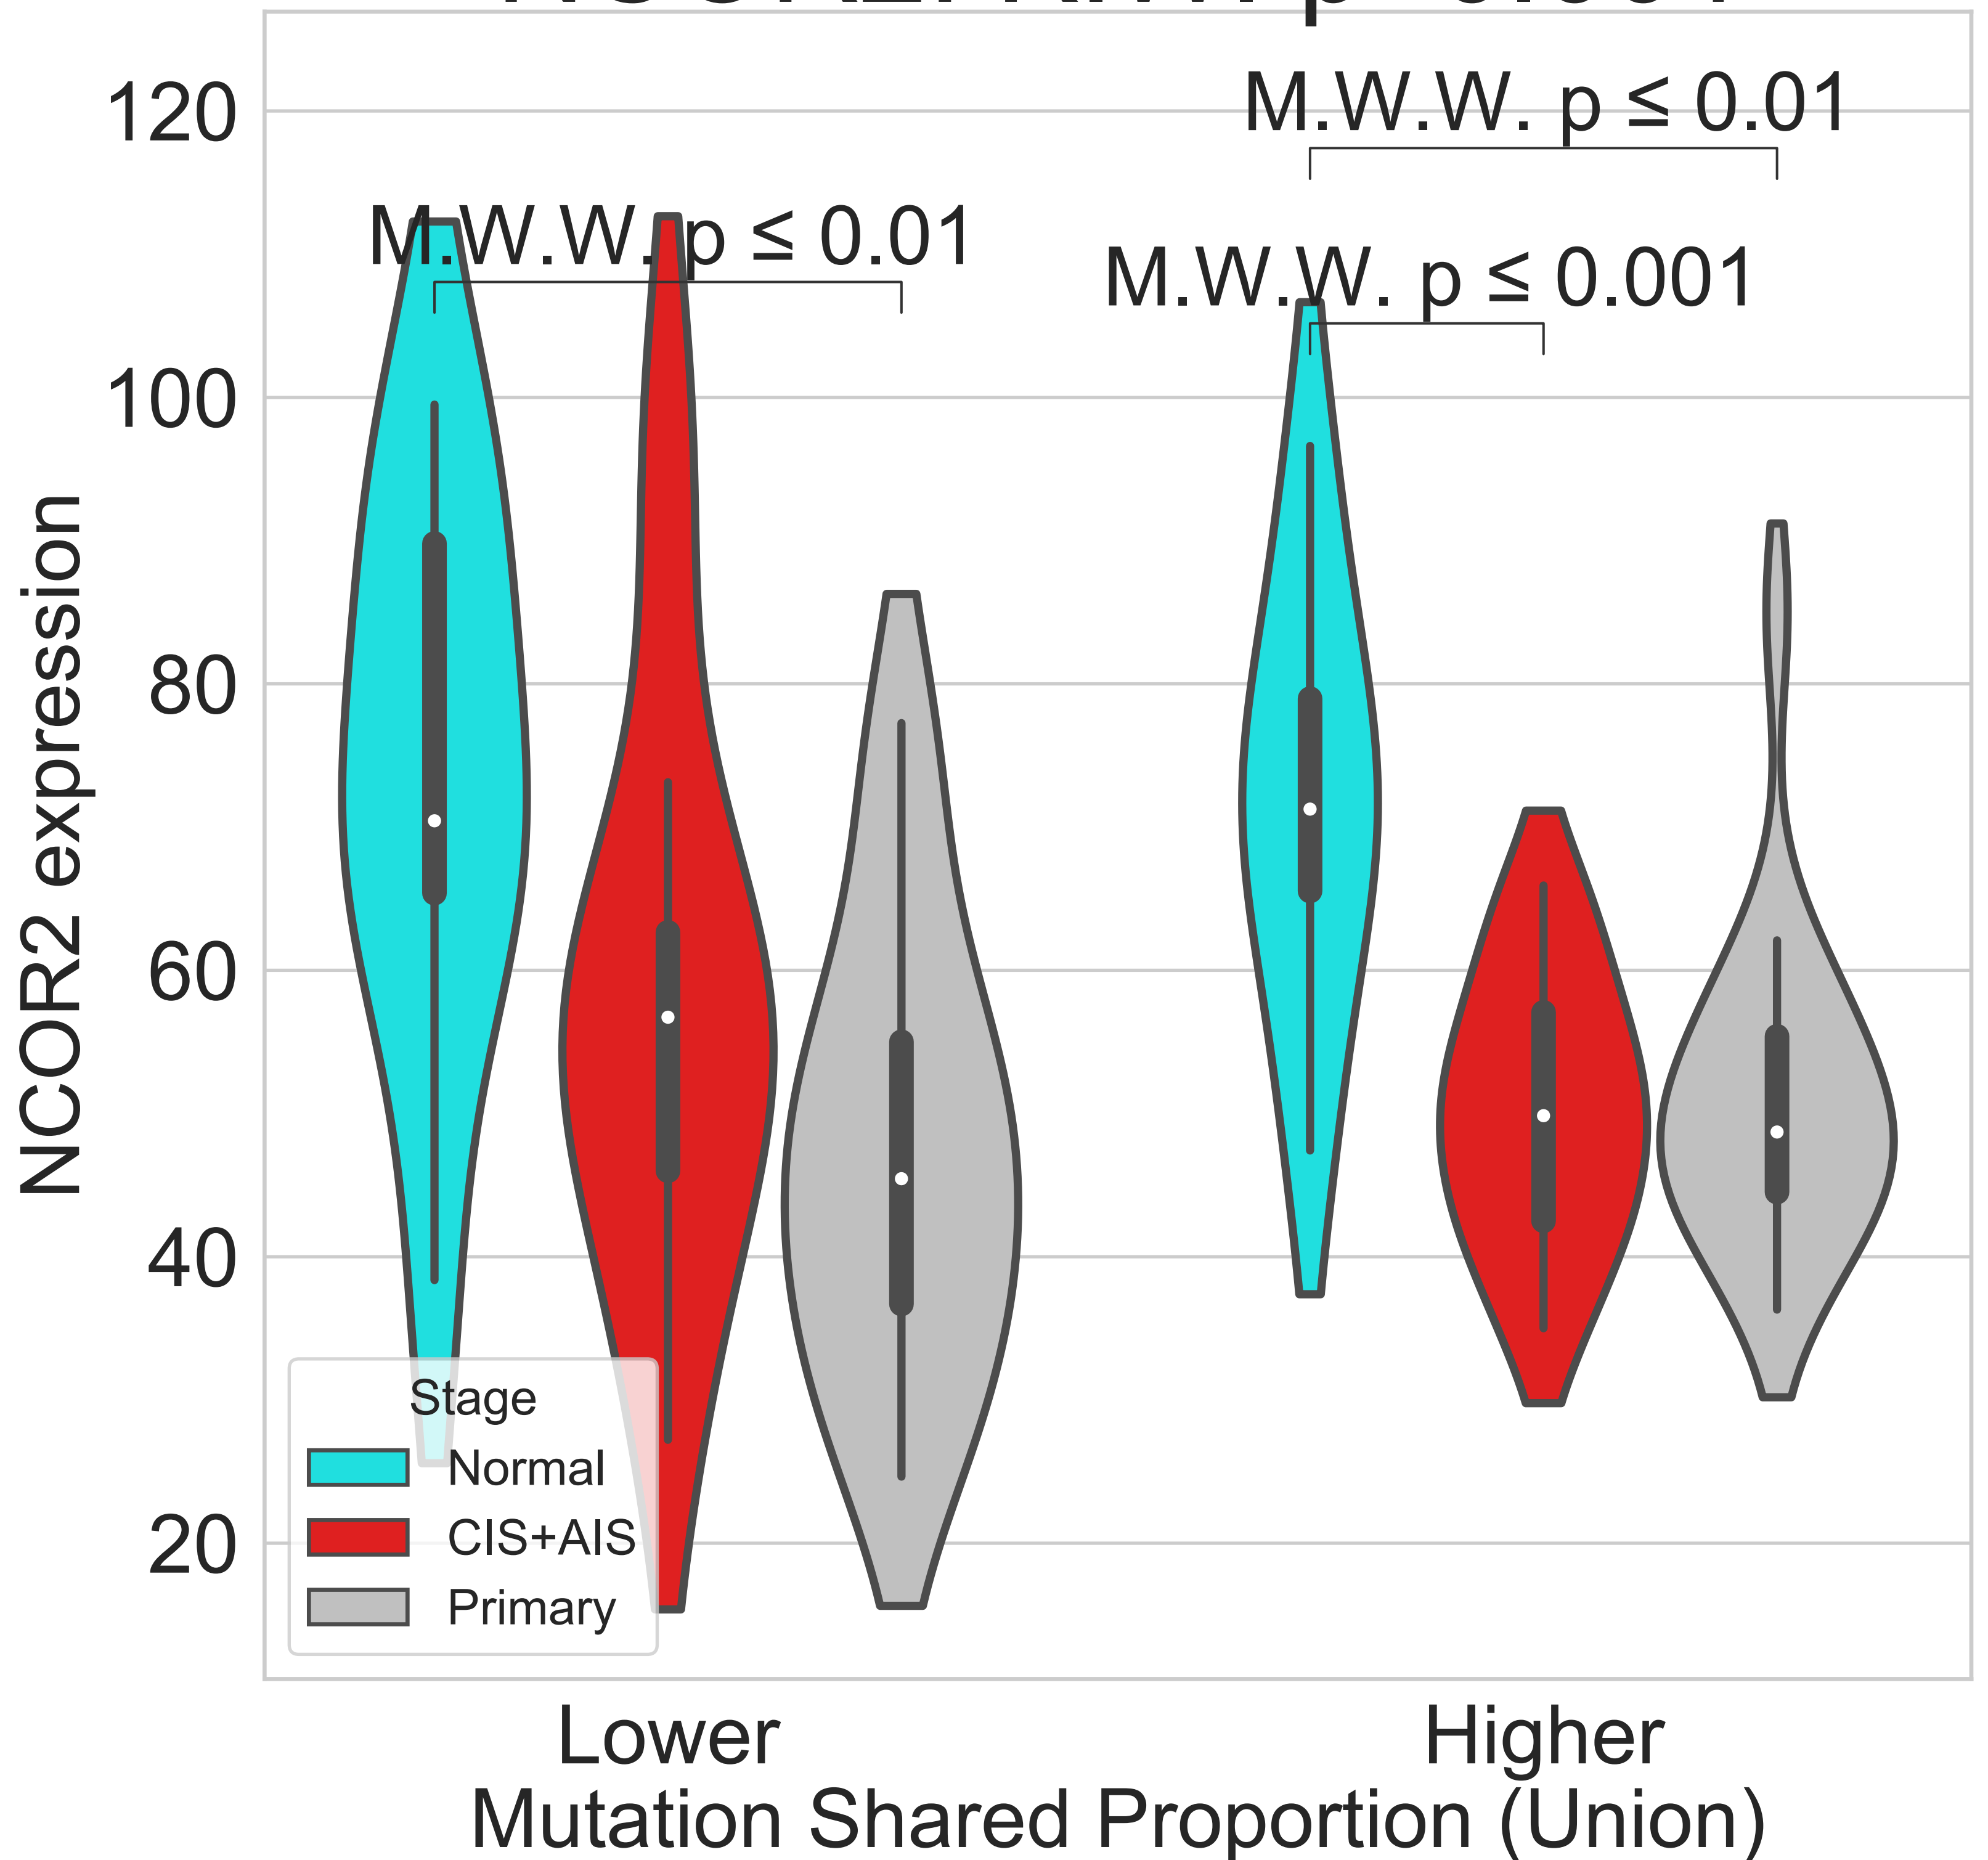 120
100
80
60
40
20
NCOR2 expression
M.W.W. p ≤ 0.01
M.W.W. p ≤ 0.01
M.W.W. p ≤ 0.001
Stage
Normal
CIS+AIS
Primary
Lower
Higher
Mutation Shared Proportion (Union)